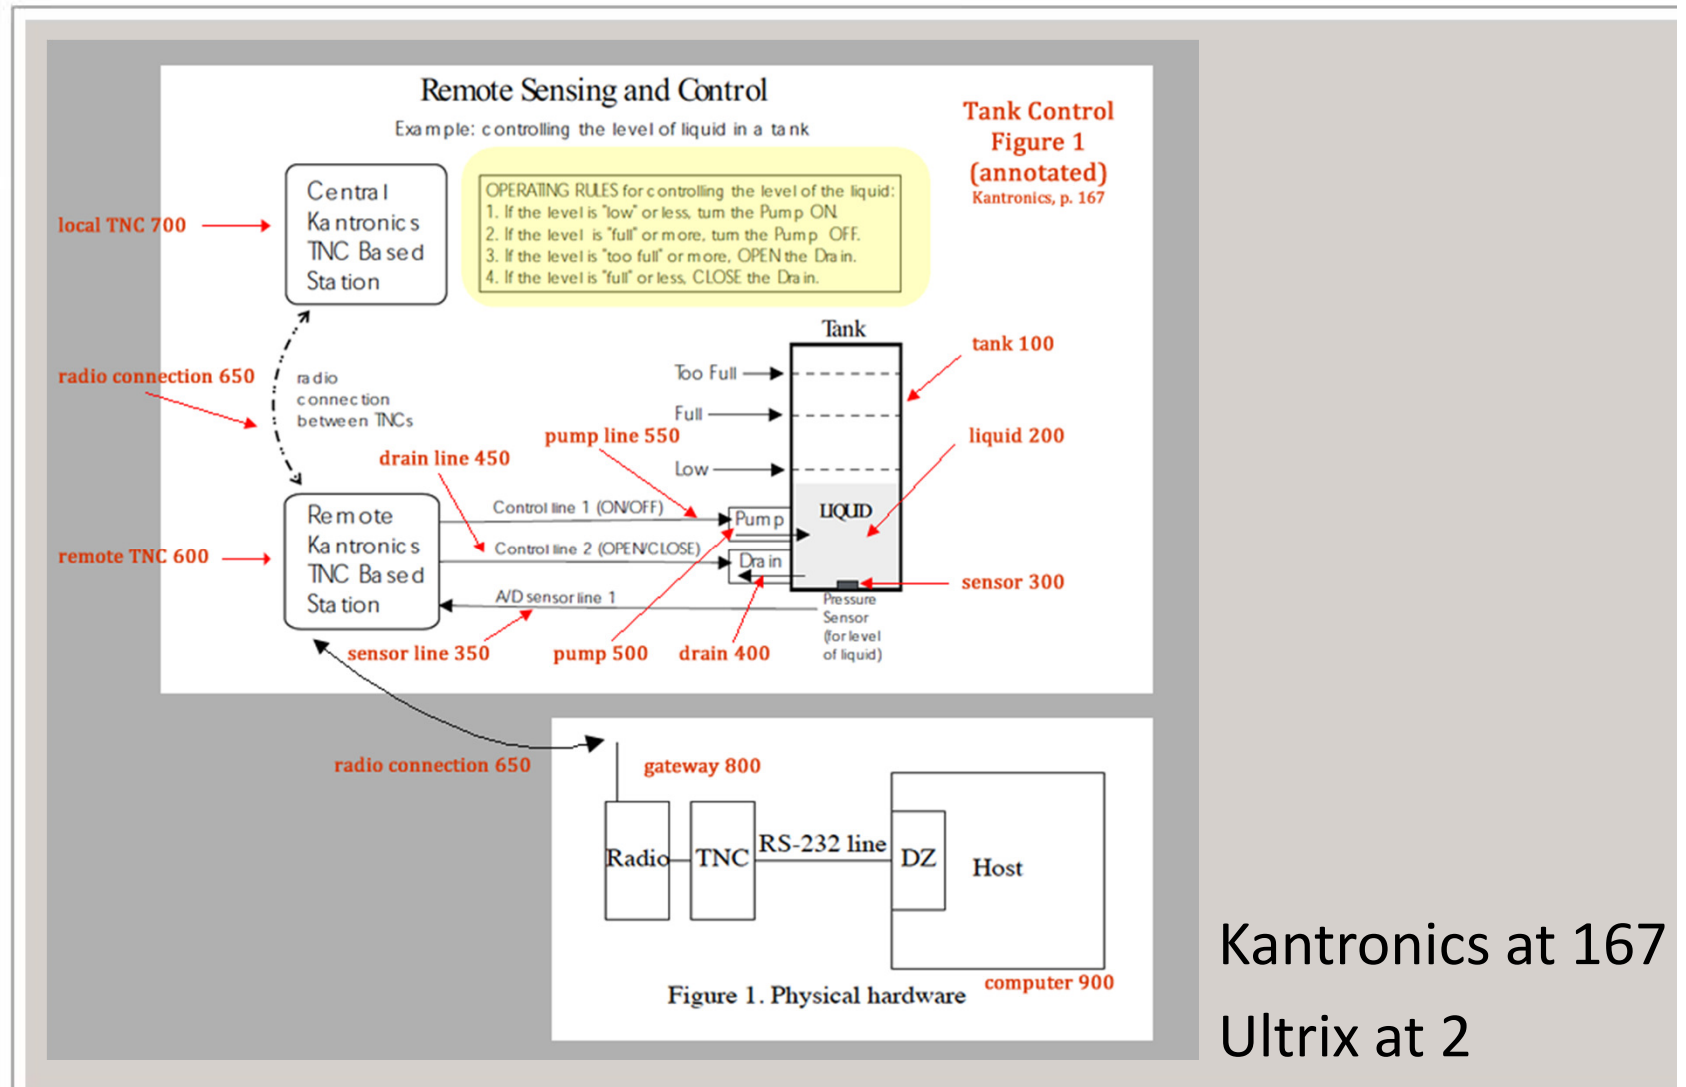 Remote Sensing and Control
Example: controlling the level of liquid in a tank
Tank Control
Figure 1
(annotated)
Kantronics, p. 167
local TNC 700
Central
Kantronics
TNC Based
Station
OPERATING RULES for controlling the level of the liquid:
1. If the level is "low" or less, turn the Pump ON.
2. If the level is "full" or more, turn the Pump OFF.
3. If the level is "too full" or more, OPEN the Drain.
4. If the level is "full" or less, CLOSE the Drain.
radio connection 650
radio
connection
between TNCs
Tank
tank 100
Too Full
Full
Low
liquid 200
LIQUID
pump line 550
drain line 450
remote TNC 600
Remote
Kantronics
TNC Based
Station
Control line 1 (ON/OFF)
Pump
Control line 2 (OPEN/CLOSE)
Drain
A/D sensor line 1
sensor 300
Pressure
Sensor
(for level
of liquid)
sensor line 350
pump 500
drain 400
radio connection 650
gateway 800
Radio
TNC
RS-232 line
DZ
Host
computer 900
Figure 1. Physical hardware
Kantronics at 167
Ultrix at 2